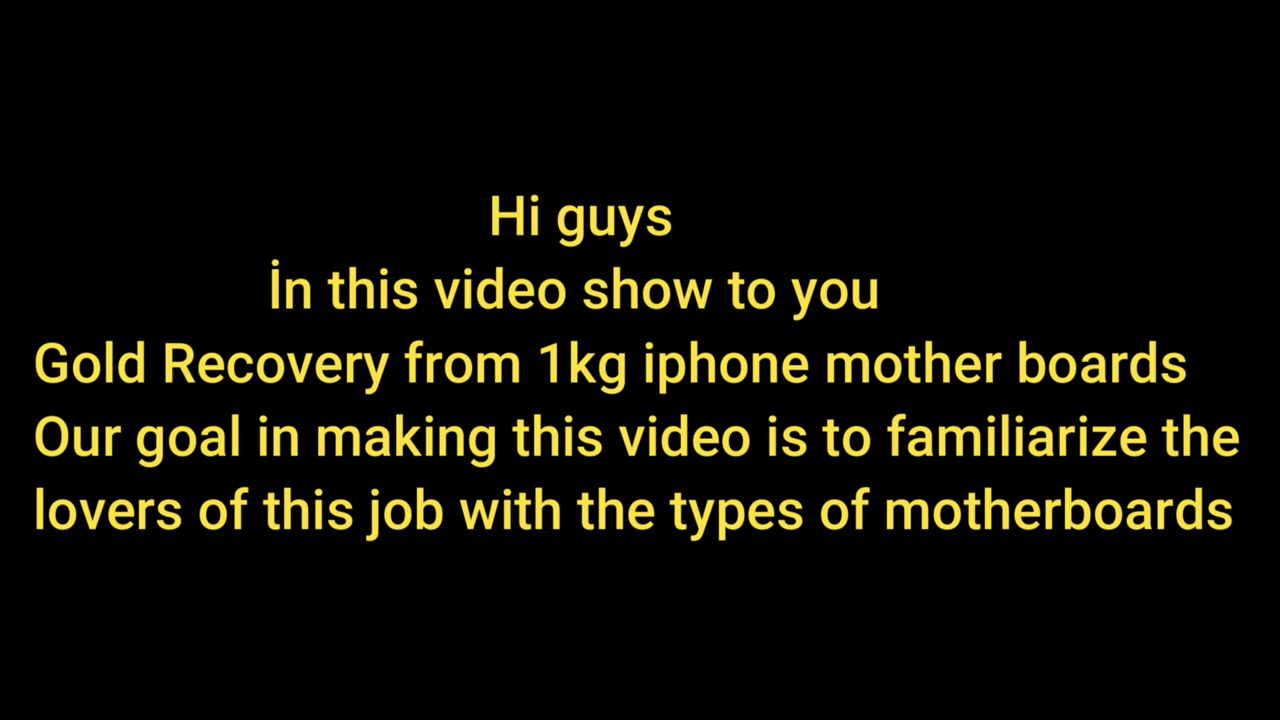 Hi guys
İn this video show to you
Gold Recovery from 1kg iphone mother boards
Our goal in making this video is to familiarize the
lovers of this job with the types of motherboards